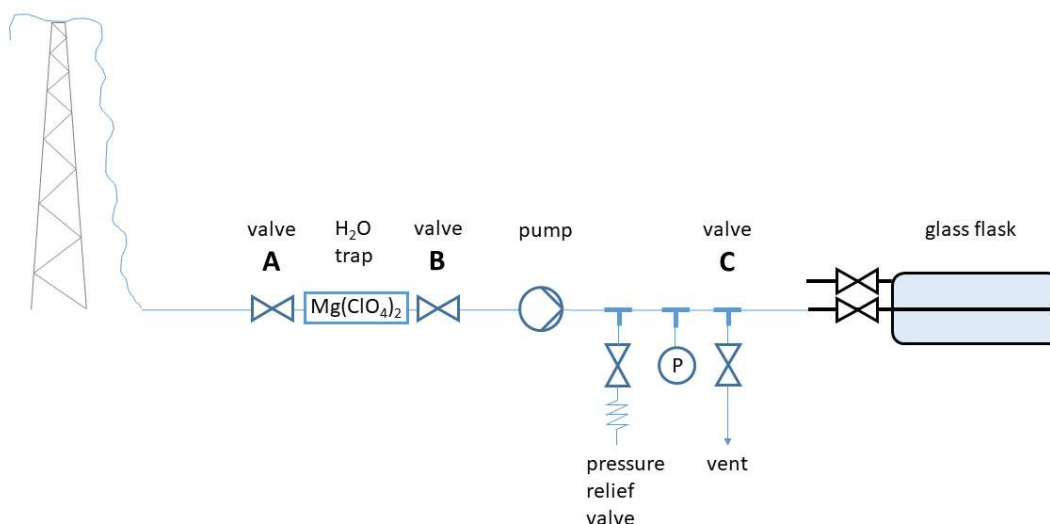 valve
A
H₂O
trap
valve
B
pump
valve
C
glass flask
Mg(ClO₄)₂
P
pressure
relief
valve
vent